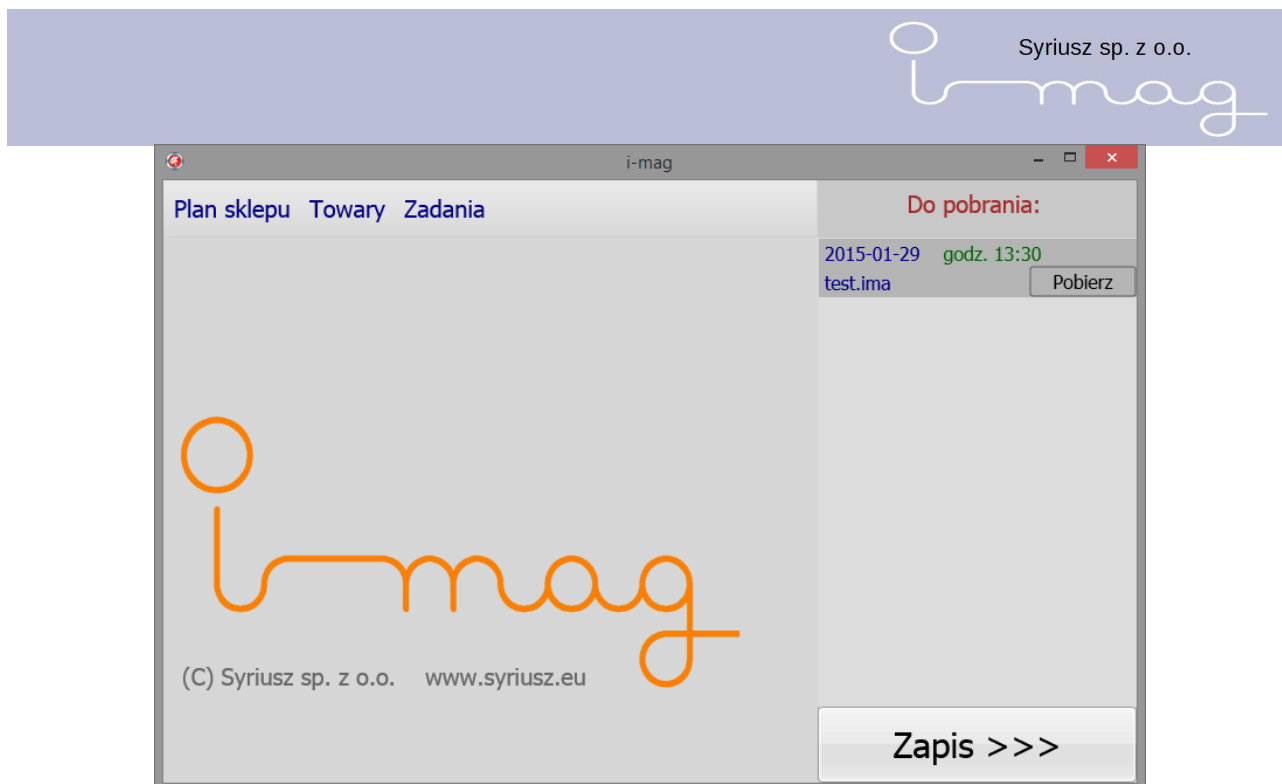 Syriusz sp. z o.o.
i-mag
i-mag
Plan sklepu Towary Zadania
Do pobrania:
2015-01-29 godz. 13:30
test.ima Pobierz
i-mag
(C) Syriusz sp. z o.o. www.syriusz.eu
Zapis >>>